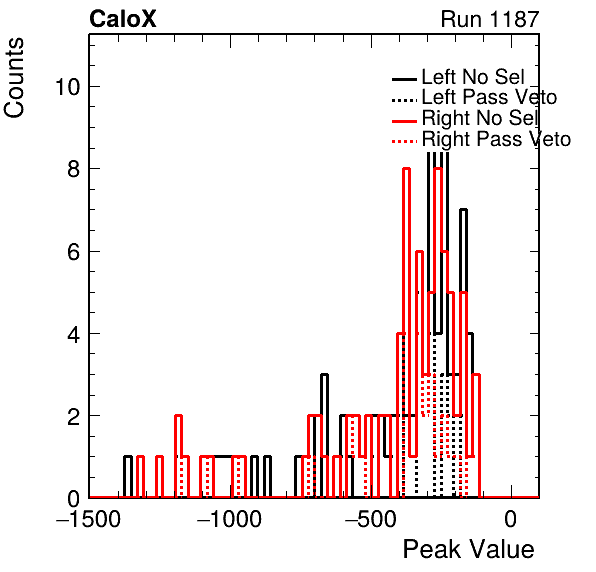 CaloX Run 1187
Counts
Left No Sel
Left Pass Veto
Right No Sel
Right Pass Veto
10
8
6
4
2
0
−1500 −1000 −500 0
Peak Value